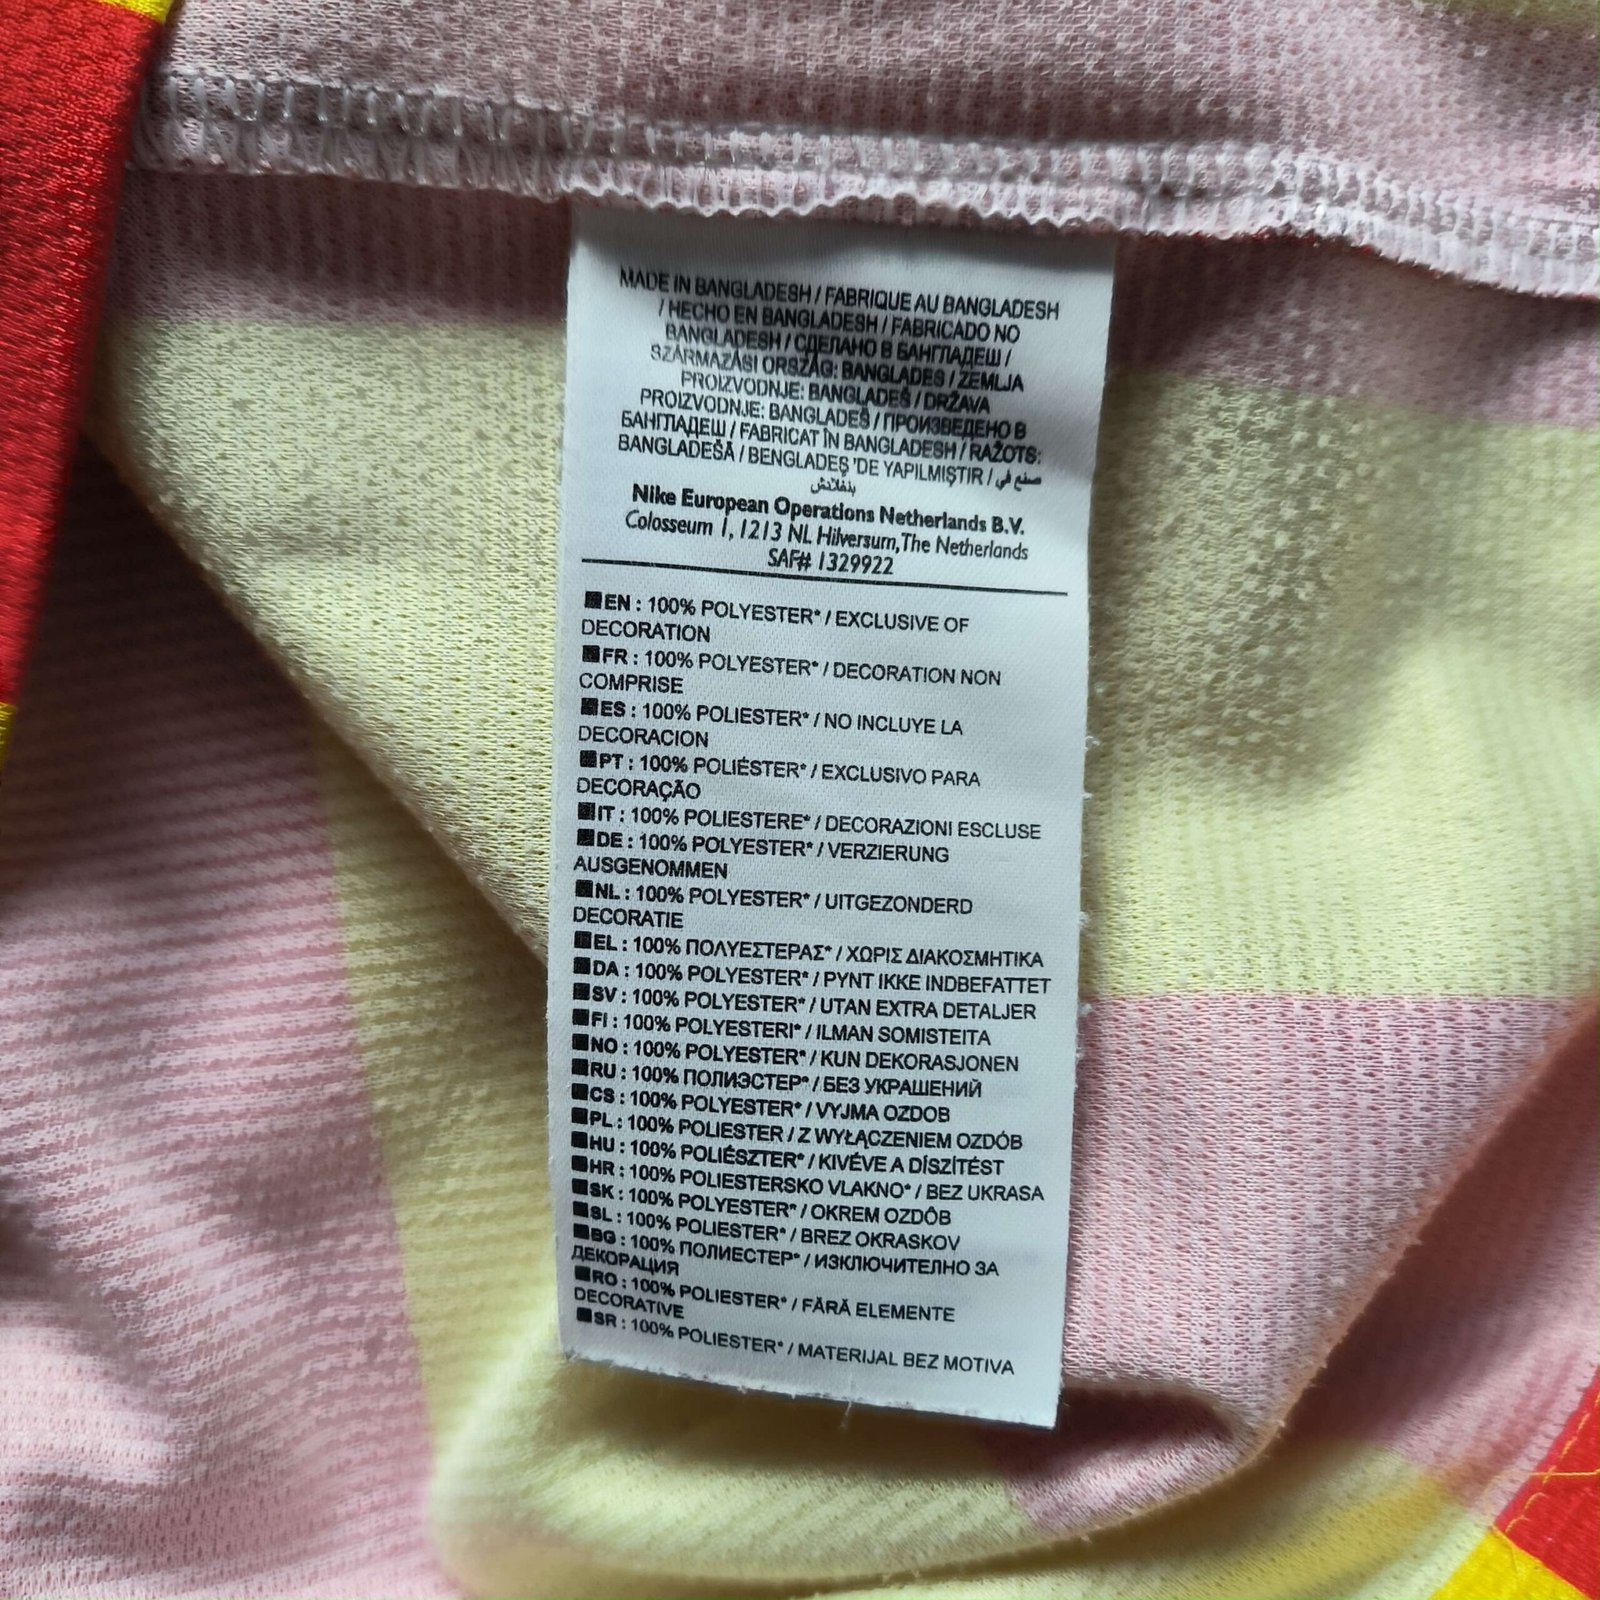 MADE IN BANGLADESH / FABRIQUE AU BANGLADESH
/ HECHO EN BANGLADESH / FABRICADO NO
BANGLADESH / СДЕЛАНО В БАНГЛАДЕШ /
SZÁRMAZÁSI ORSZÁG: BANGLADES / ZEMLJA
PROIZVODNJE: BANGLADEŠ / DRŽAVA
PROIZVODNJE: BANGLADEŠ / ПРОИЗВЕДЕНО В
БАНГЛАДЕШ / FABRICAT ÎN BANGLADESH / RAŽOTS:
BANGLADEŠĀ / BENGLADEŞ 'DE YAPILMIŞTIR / صنع في
بنغلادش
Nike European Operations Netherlands B.V.
Colosseum 1, 1213 NL Hilversum, The Netherlands
SAF# 1329922
EN : 100% POLYESTER* / EXCLUSIVE OF
DECORATION
FR : 100% POLYESTER* / DECORATION NON
COMPRISE
ES : 100% POLIESTER* / NO INCLUYE LA
DECORACION
PT : 100% POLIÉSTER* / EXCLUSIVO PARA
DECORAÇÃO
IT : 100% POLIESTERE* / DECORAZIONI ESCLUSE
DE : 100% POLYESTER* / VERZIERUNG
AUSGENOMMEN
NL : 100% POLYESTER* / UITGEZONDERD
DECORATIE
EL : 100% ΠΟΛΥΕΣΤΕΡΑΣ* / ΧΩΡΙΣ ΔΙΑΚΟΣΜΗΤΙΚΑ
DA : 100% POLYESTER* / PYNT IKKE INDBEFATTET
SV : 100% POLYESTER* / UTAN EXTRA DETALJER
FI : 100% POLYESTERI* / ILMAN SOMISTEITA
NO : 100% POLYESTER* / KUN DEKORASJONEN
RU : 100% ПОЛИЭСТЕР* / БЕЗ УКРАШЕНИЙ
CS : 100% POLYESTER* / VYJMA OZDOB
PL : 100% POLIESTER / Z WYŁĄCZENIEM OZDÓB
HU : 100% POLIÉSZTER* / KIVÉVE A DÍSZÍTÉST
HR : 100% POLIESTERSKO VLAKNO* / BEZ UKRASA
SK : 100% POLYESTER* / OKREM OZDÔB
SL : 100% POLIESTER* / BREZ OKRASKOV
BG : 100% ПОЛИЕСТЕР* / ИЗКЛЮЧИТЕЛНО ЗА
ДЕКОРАЦИЯ
RO : 100% POLIESTER* / FĂRĂ ELEMENTE
DECORATIVE
SR : 100% POLIESTER* / MATERIJAL BEZ MOTIVA